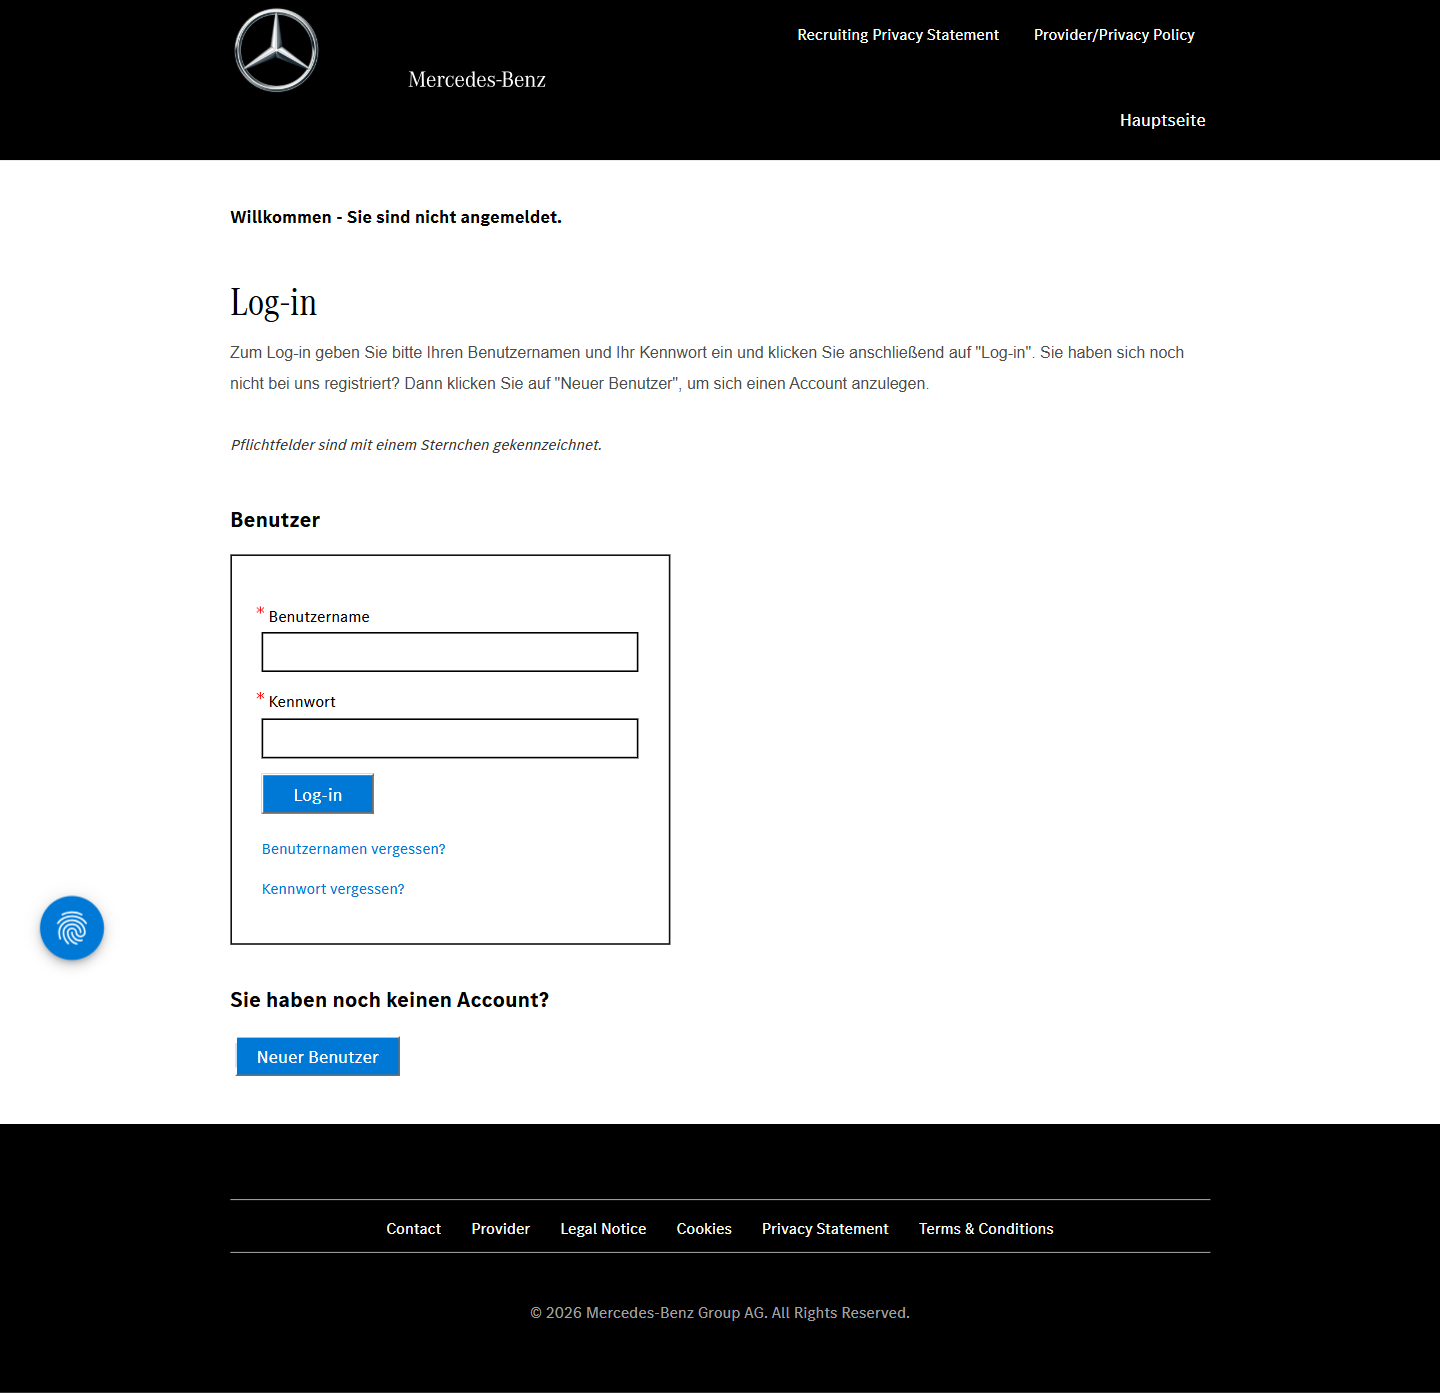 Recruiting Privacy Statement Provider/Privacy Policy
Mercedes-Benz
Hauptseite
Willkommen - Sie sind nicht angemeldet.
Log-in
Zum Log-in geben Sie bitte Ihren Benutzernamen und Ihr Kennwort ein und klicken Sie anschließend auf "Log-in". Sie haben sich noch
nicht bei uns registriert? Dann klicken Sie auf "Neuer Benutzer", um sich einen Account anzulegen.
Pflichtfelder sind mit einem Sternchen gekennzeichnet.
Benutzer
* Benutzername
* Kennwort
Log-in
Benutzernamen vergessen?
Kennwort vergessen?
Sie haben noch keinen Account?
Neuer Benutzer
Contact Provider Legal Notice Cookies Privacy Statement Terms & Conditions
© 2026 Mercedes-Benz Group AG. All Rights Reserved.